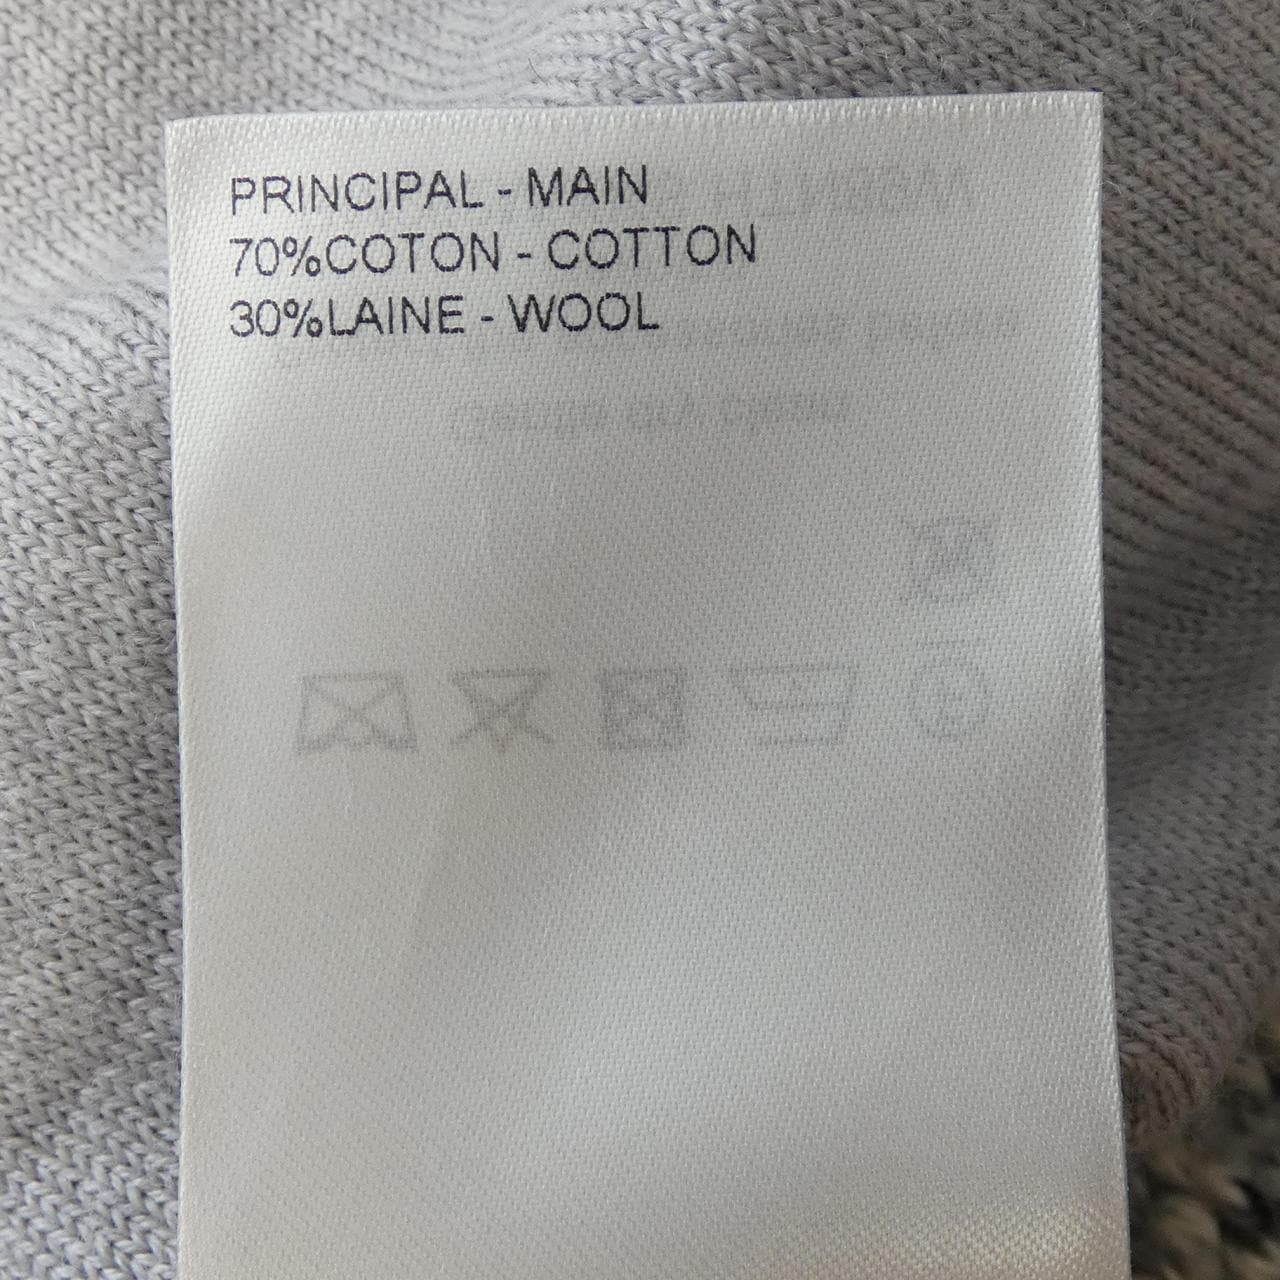 PRINCIPAL - MAIN
70%COTON - COTTON
30%LAINE - WOOL